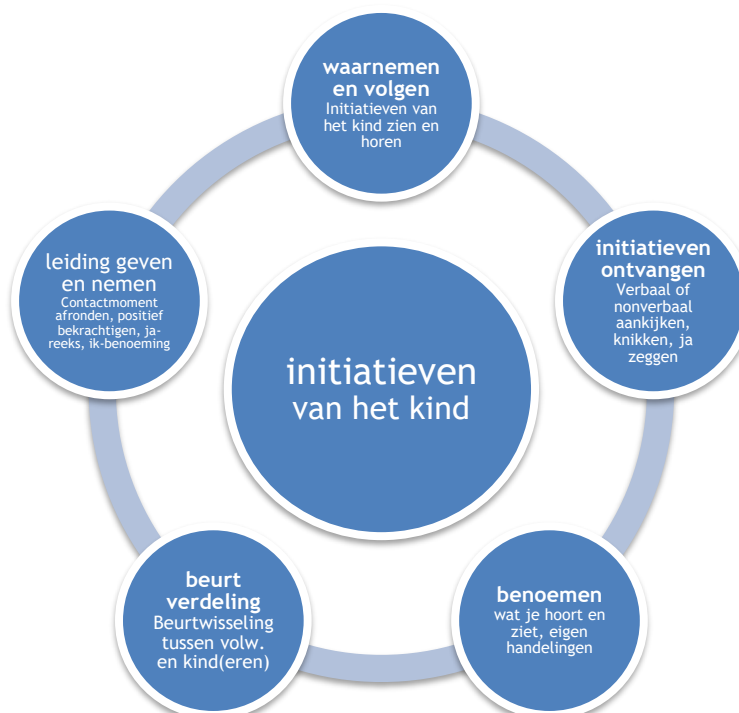 waarnemen
en volgen
Initiatieven van
het kind zien en
horen
initiatieven
ontvangen
Verbaal of
nonverbaal
aankijken,
knikken, ja
zeggen
benoemen
wat je hoort en
ziet, eigen
handelingen
beurt
verdeling
Beurtwisseling
tussen volw.
en kind(eren)
leiding geven
en nemen
Contactmoment
afronden, positief
bekrachtigen, ja-
reeks, ik-benoeming
initiatieven
van het kind